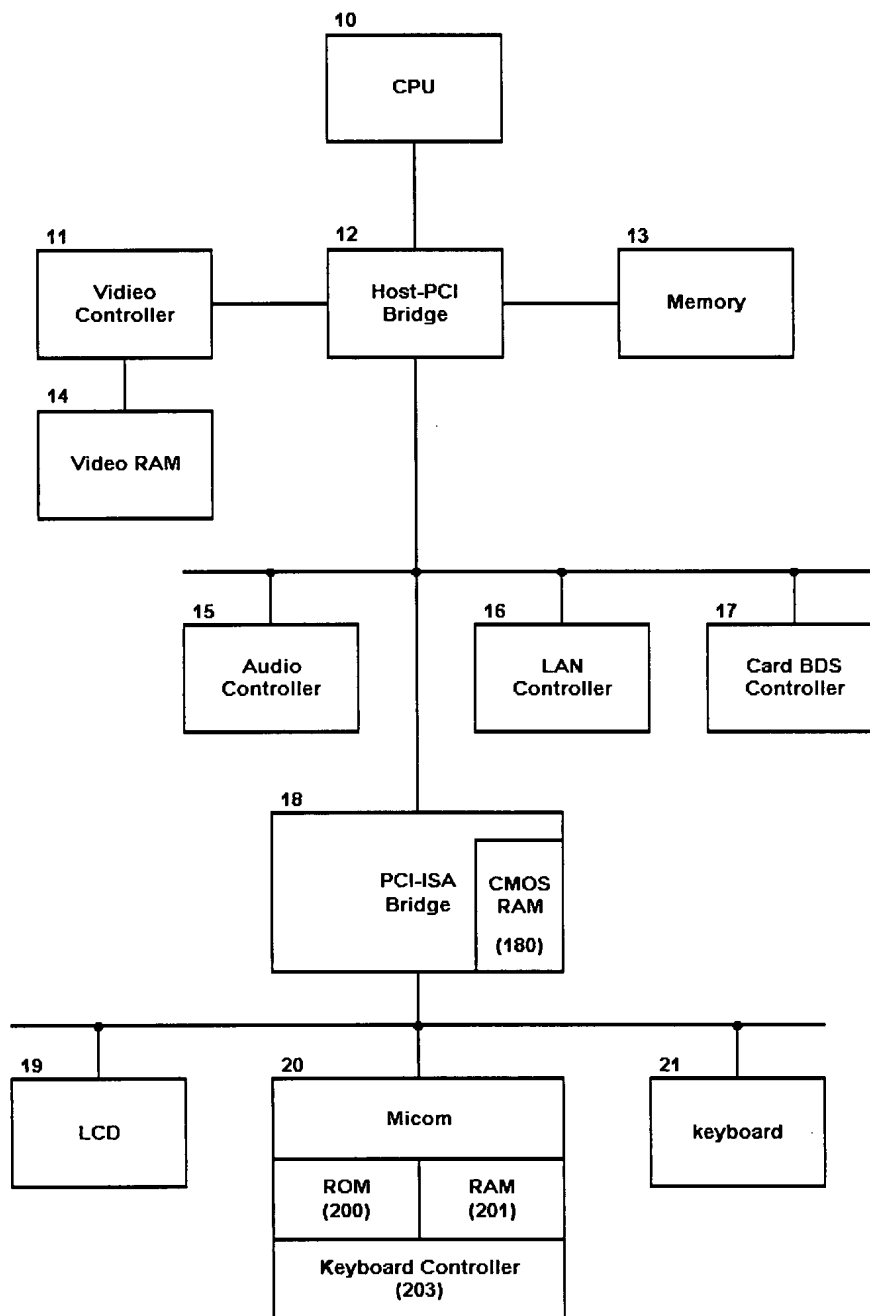 10
CPU
11
12
13
Vidieo
Controller
Host-PCI
Bridge
Memory
14
Video RAM
15
16
17
Audio
Controller
LAN
Controller
Card BDS
Controller
18
PCI-ISA
Bridge
CMOS
RAM
(180)
19
20
21
LCD
Micom
keyboard
ROM
(200)
RAM
(201)
Keyboard Controller
(203)